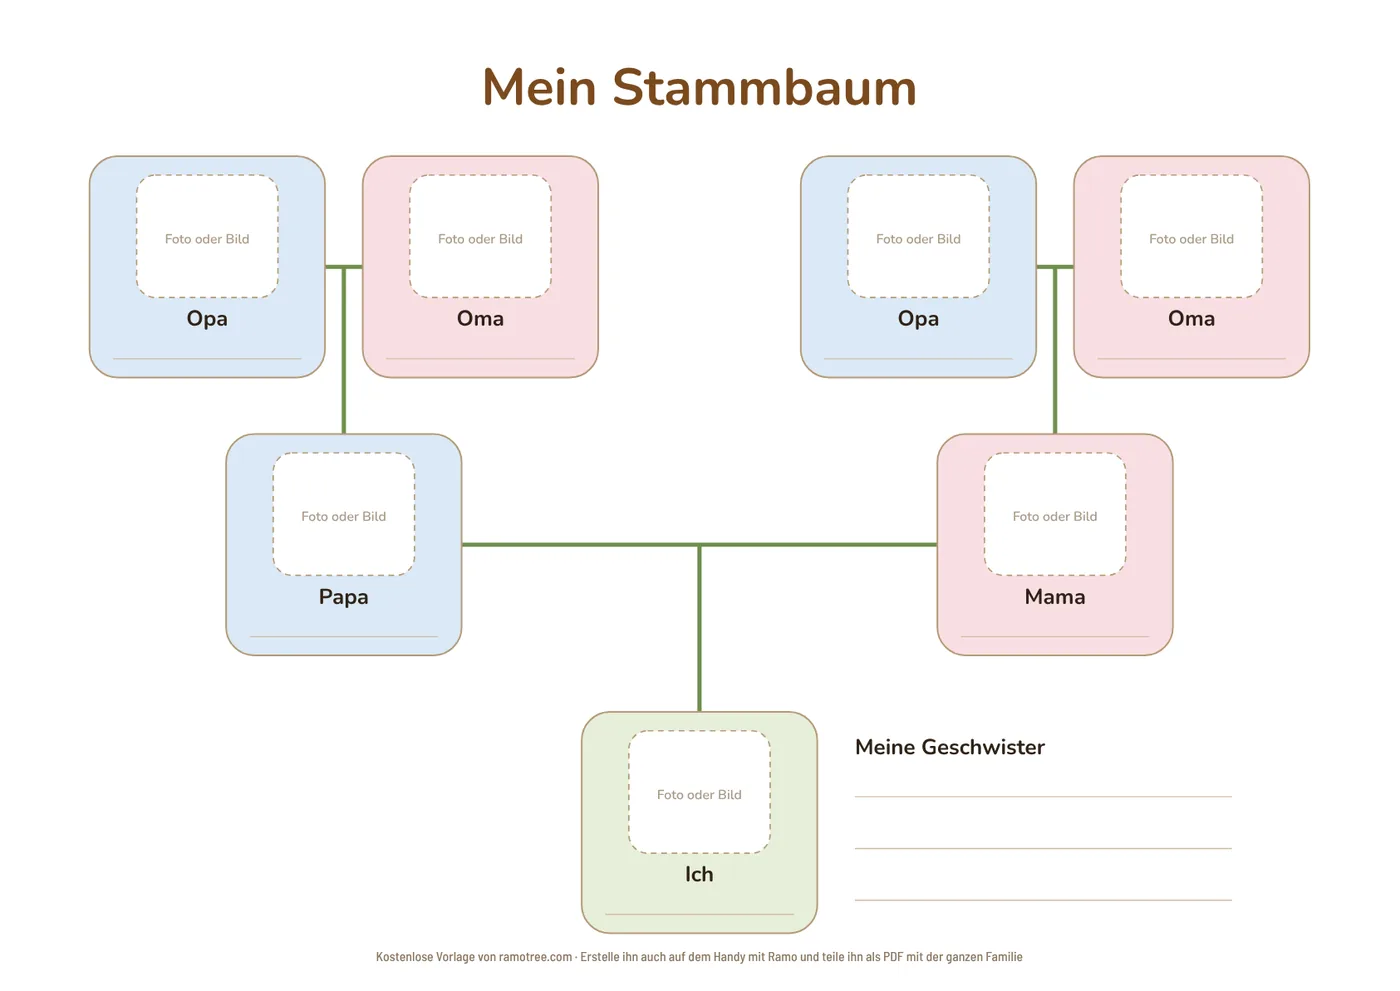 Mein Stammbaum
Foto oder Bild
Foto oder Bild
Foto oder Bild
Foto oder Bild
Opa
Oma
Opa
Oma
Foto oder Bild
Foto oder Bild
Papa
Mama
Meine Geschwister
Foto oder Bild
Ich
Kostenlose Vorlage von ramotree.com · Erstelle ihn auch auf dem Handy mit Ramo und teile ihn als PDF mit der ganzen Familie